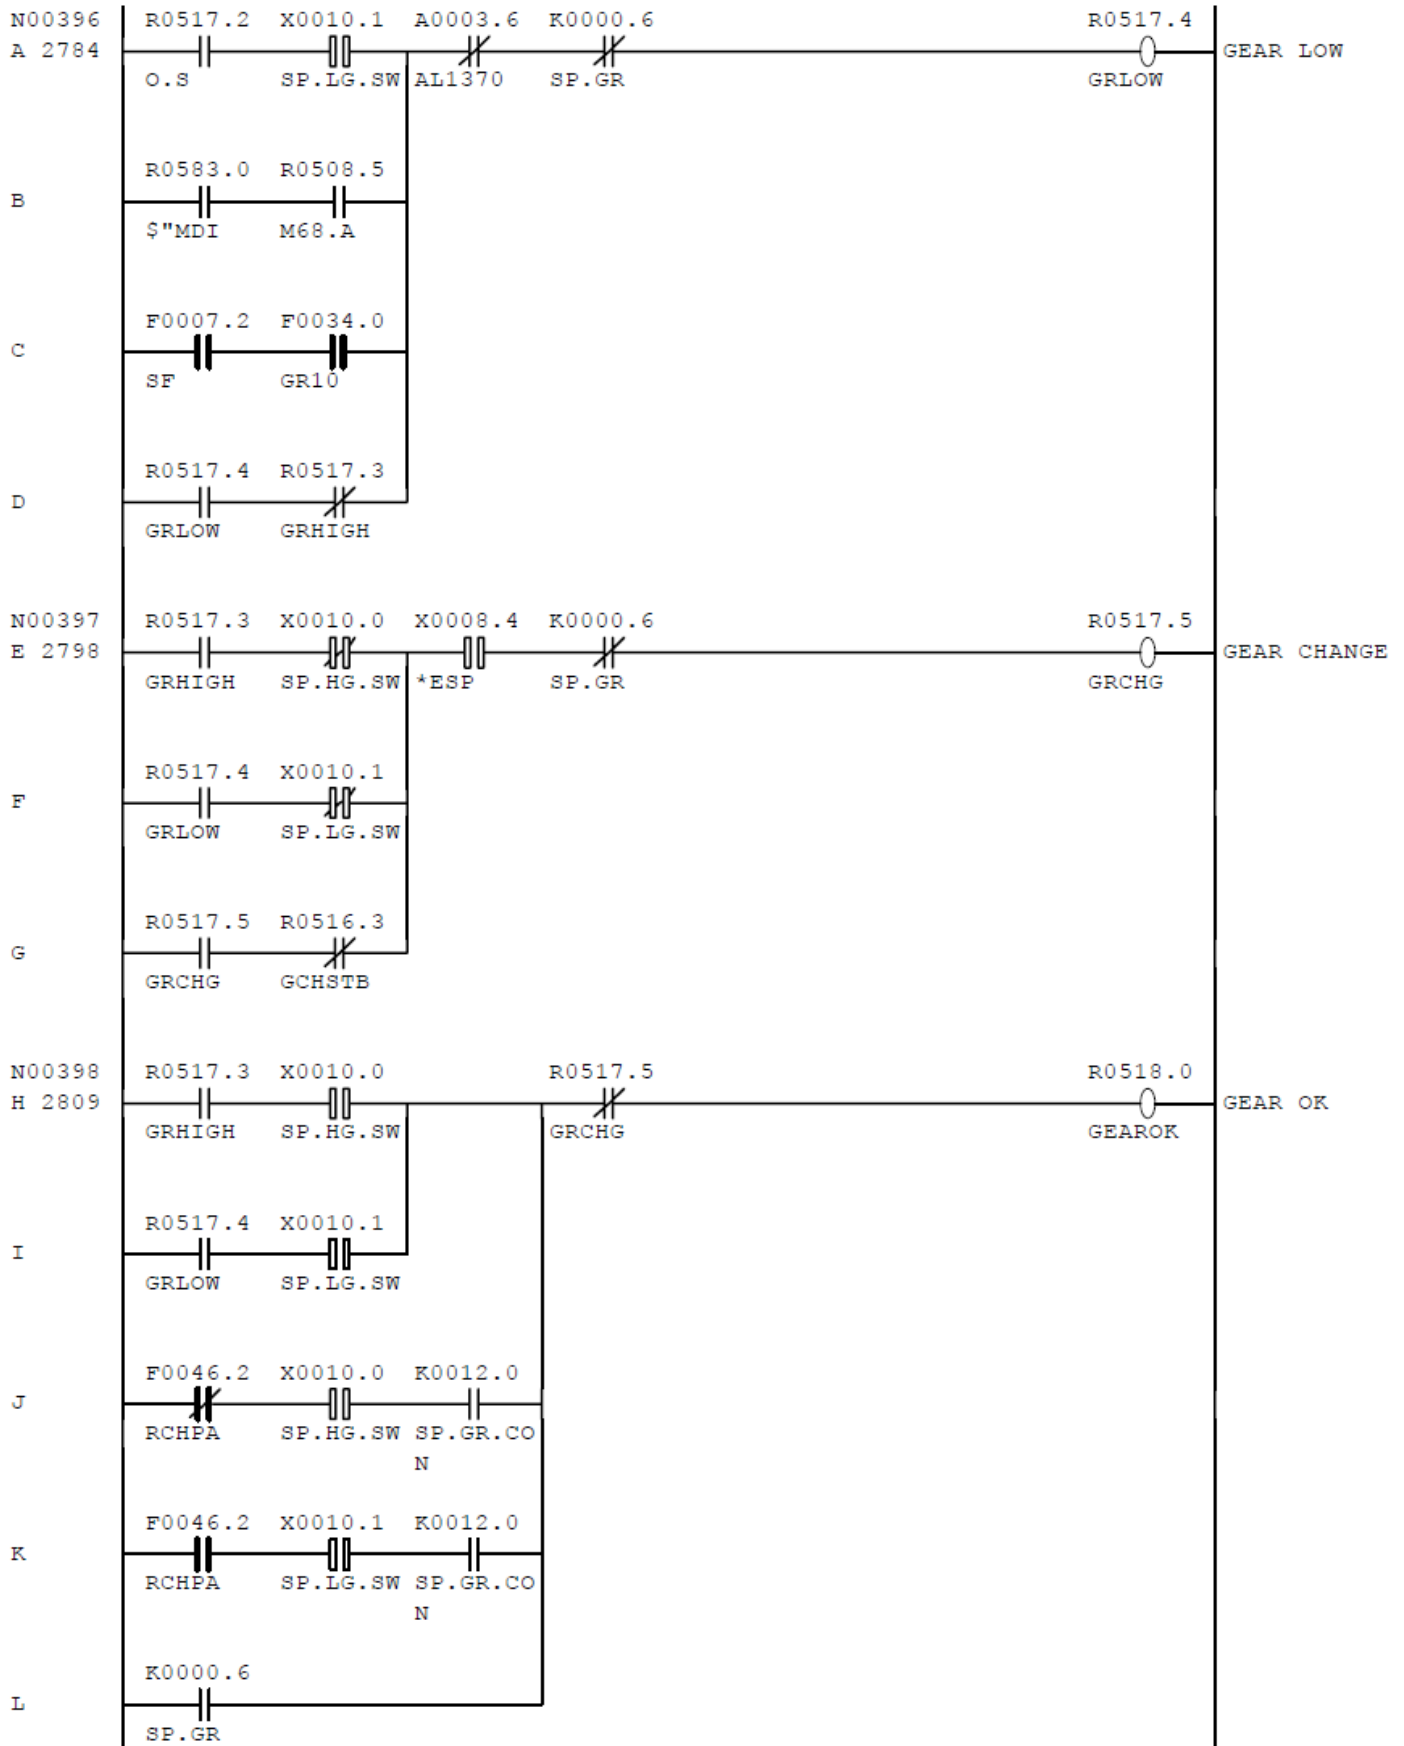 N00396 R0517.2 X0010.1 A0003.6 K0000.6 R0517.4
A 2784 GEAR LOW
O.S SP.LG.SW AL1370 SP.GR GRLOW
R0583.0 R0508.5
B
$"MDI M68.A
F0007.2 F0034.0
C
SF GR10
R0517.4 R0517.3
D
GRLOW GRHIGH
N00397 R0517.3 X0010.0 X0008.4 K0000.6 R0517.5
E 2798 GEAR CHANGE
GRHIGH SP.HG.SW *ESP SP.GR GRCHG
R0517.4 X0010.1
F
GRLOW SP.LG.SW
R0517.5 R0516.3
G
GRCHG GCHSTB
N00398 R0517.3 X0010.0 R0517.5 R0518.0
H 2809 GEAR OK
GRHIGH SP.HG.SW GRCHG GEAROK
R0517.4 X0010.1
I
GRLOW SP.LG.SW
F0046.2 X0010.0 K0012.0
J
RCHPA SP.HG.SW SP.GR.CO
N
F0046.2 X0010.1 K0012.0
K
RCHPA SP.LG.SW SP.GR.CO
N
K0000.6
L
SP.GR